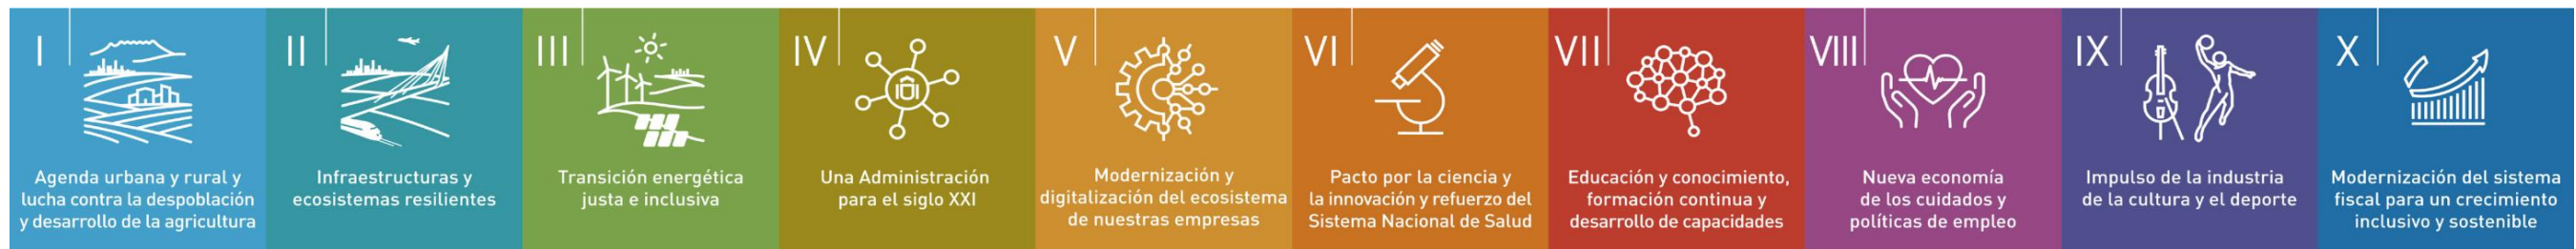 I
Agenda urbana y rural y
lucha contra la despoblación
y desarrollo de la agricultura
II
Infraestructuras y
ecosistemas resilientes
III
Transición energética
justa e inclusiva
IV
Una Administración
para el siglo XXI
V
Modernización y
digitalización del ecosistema
de nuestras empresas
VI
Pacto por la ciencia y
la innovación y refuerzo del
Sistema Nacional de Salud
VII
Educación y conocimiento,
formación continua y
desarrollo de capacidades
VIII
Nueva economía
de los cuidados y
políticas de empleo
IX
Impulso de la industria
de la cultura y el deporte
X
Modernización del sistema
fiscal para un crecimiento
inclusivo y sostenible